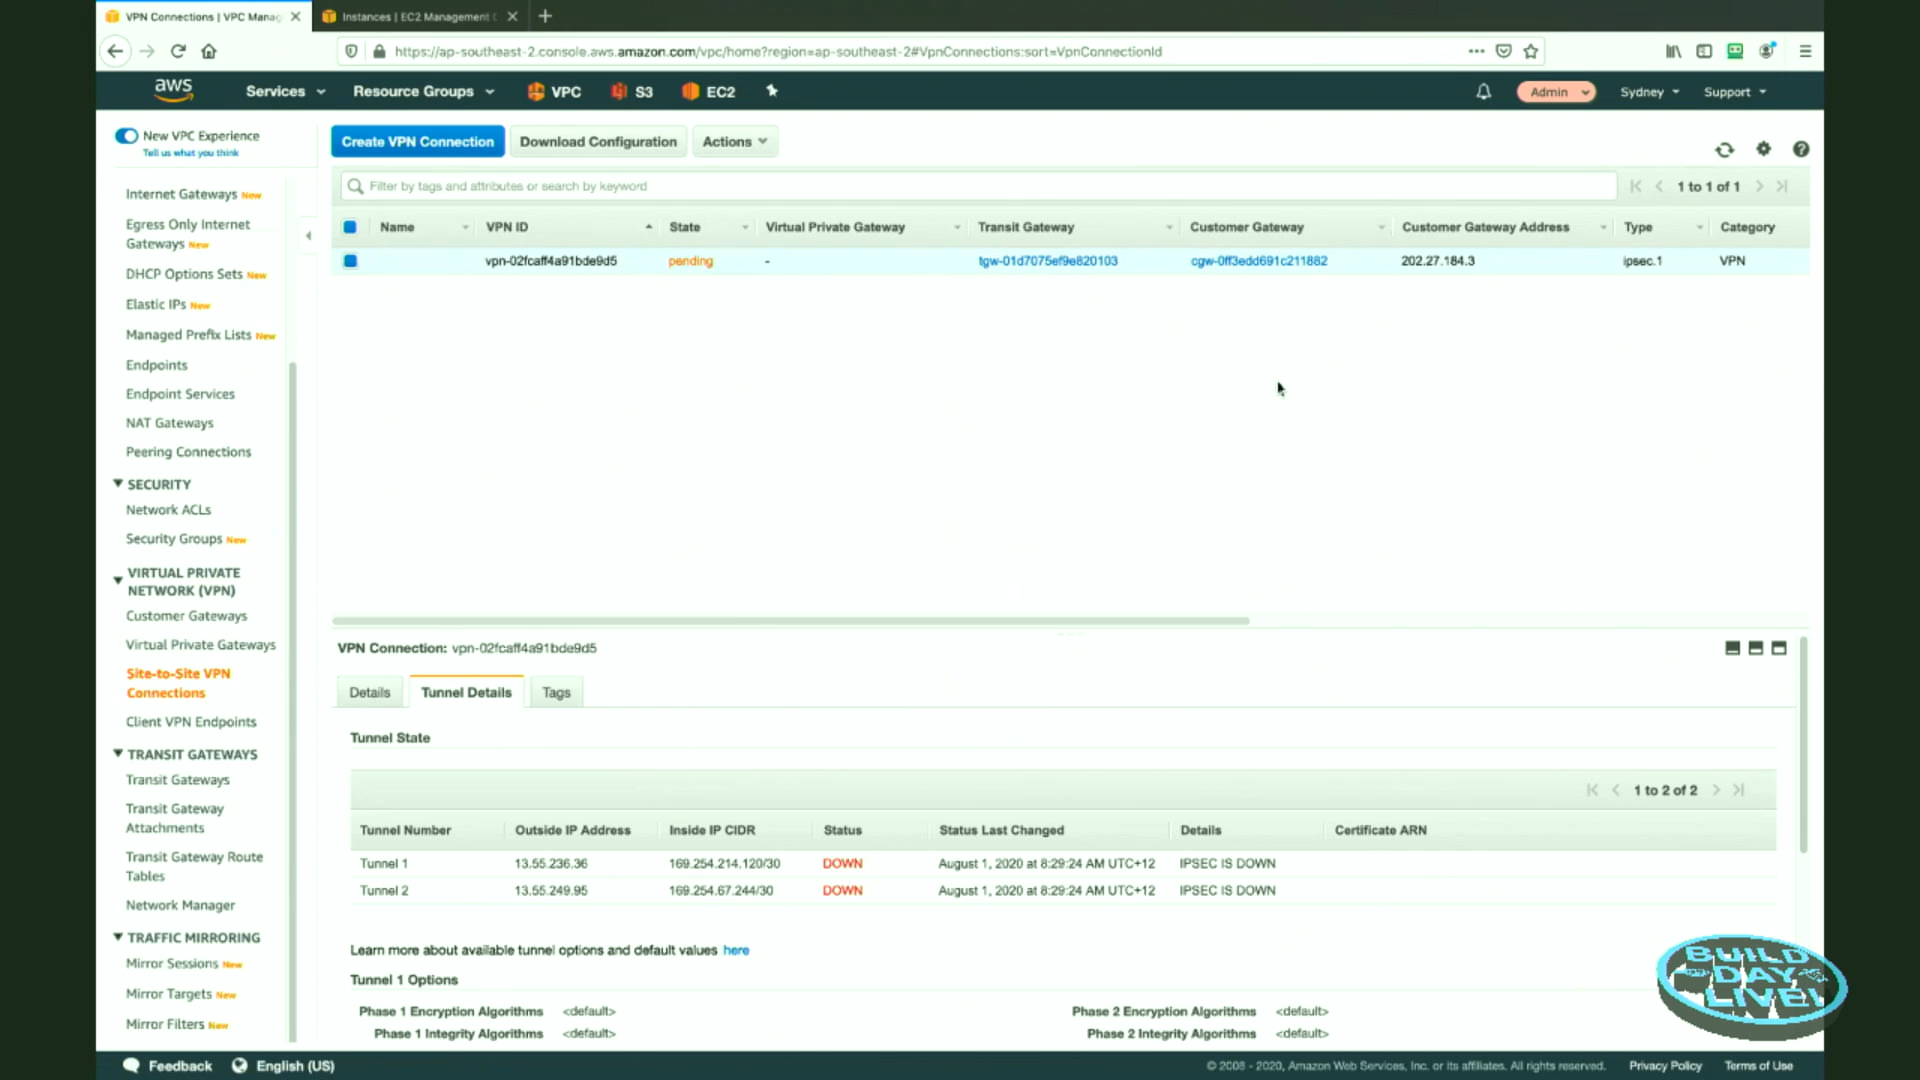 VPN Connections | VPC Manag
Instances | EC2 Management C
https://ap-southeast-2.console.aws.amazon.com/vpc/home?region=ap-southeast-2#VpnConnections:sort=VpnConnectionId
aws
Services
Resource Groups
VPC
S3
EC2
Admin
Sydney
Support
New VPC Experience
Tell us what you think
Create VPN Connection
Download Configuration
Actions
Filter by tags and attributes or search by keyword
1 to 1 of 1
Name VPN ID State Virtual Private Gateway Transit Gateway Customer Gateway Customer Gateway Address Type Category
vpn-02fcaff4a91bde9d5 pending - tgw-01d7075ef9e820103 cgw-0ff3edd691c211882 202.27.184.3 ipsec.1 VPN
Internet Gateways New
Egress Only Internet
Gateways New
DHCP Options Sets New
Elastic IPs New
Managed Prefix Lists New
Endpoints
Endpoint Services
NAT Gateways
Peering Connections
SECURITY
Network ACLs
Security Groups New
VIRTUAL PRIVATE
NETWORK (VPN)
Customer Gateways
Virtual Private Gateways
Site-to-Site VPN
Connections
Client VPN Endpoints
TRANSIT GATEWAYS
Transit Gateways
Transit Gateway
Attachments
Transit Gateway Route
Tables
Network Manager
TRAFFIC MIRRORING
Mirror Sessions New
Mirror Targets New
Mirror Filters New
VPN Connection: vpn-02fcaff4a91bde9d5
Details
Tunnel Details
Tags
Tunnel State
1 to 2 of 2
Tunnel Number Outside IP Address Inside IP CIDR Status Status Last Changed Details Certificate ARN
Tunnel 1 13.55.236.36 169.254.214.120/30 DOWN August 1, 2020 at 8:29:24 AM UTC+12 IPSEC IS DOWN
Tunnel 2 13.55.249.95 169.254.67.244/30 DOWN August 1, 2020 at 8:29:24 AM UTC+12 IPSEC IS DOWN
Learn more about available tunnel options and default values here
Tunnel 1 Options
Phase 1 Encryption Algorithms <default> Phase 2 Encryption Algorithms <default>
Phase 1 Integrity Algorithms <default> Phase 2 Integrity Algorithms <default>
BUILD
DAY
LIVE!
Feedback
English (US)
© 2008 - 2020, Amazon Web Services, Inc. or its affiliates. All rights reserved.
Privacy Policy
Terms of Use